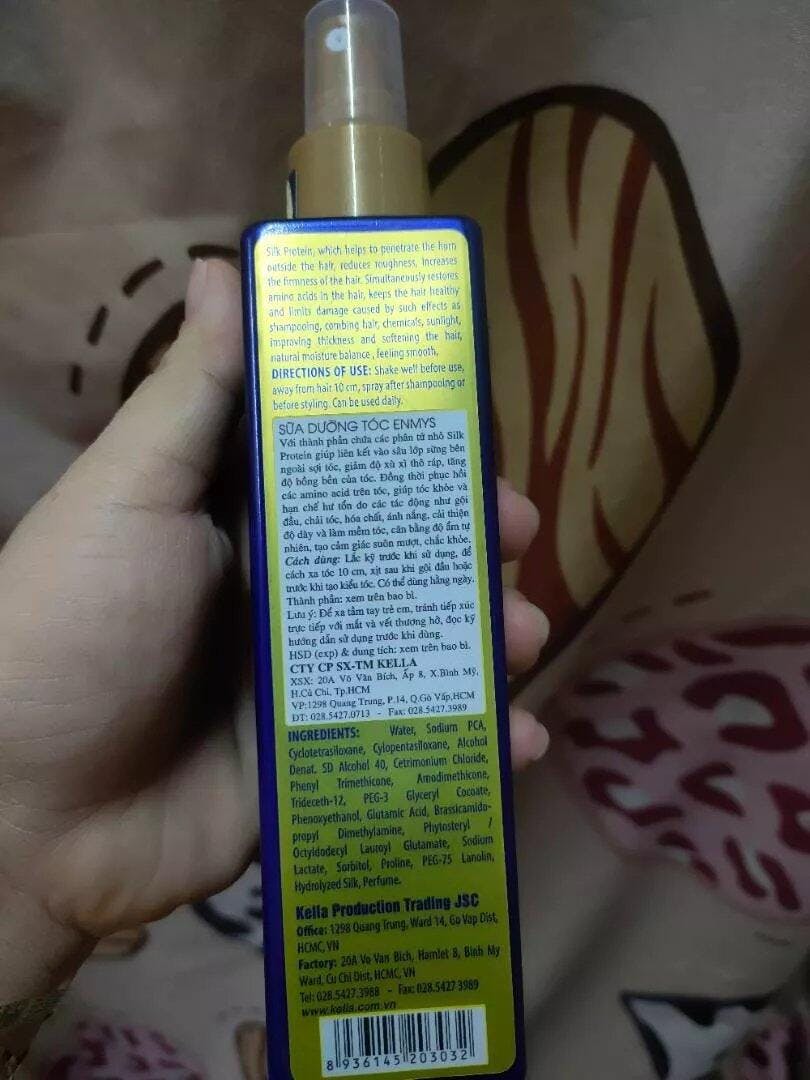 Silk Protein, which helps to penetrate the horn
outside the hair, reduces roughness. Increases
the firmness of the hair. Simultaneously restores
amino acids in the hair, keeps the hair healthy
and limits damage caused by such effects as
shampooing, combing hair, chemicals, sunlight,
improving thickness and softening the hair,
natural moisture balance , feeling smooth.
DIRECTIONS OF USE: Shake well before use,
away from hair 10 cm, spray after shampooing or
before styling. Can be used daily.
SỮA DƯỠNG TÓC ENMYS
Với thành phần chứa các phân tử nhỏ Silk
Protein giúp liên kết vào sâu lớp sừng bên
ngoài sợi tóc, giảm độ xù xì thô ráp, tăng
độ bồng bền của tóc. Đồng thời phục hồi
các amino acid trên tóc, giúp tóc khỏe và
hạn chế hư tổn do các tác động như gội
đầu, chải tóc, hóa chất, ánh nắng, cải thiện
độ dày và làm mềm tóc, cân bằng độ ẩm tự
nhiên, tạo cảm giác suôn mượt, chắc khỏe.
Cách dùng: Lắc kỹ trước khi sử dụng, để
cách xa tóc 10 cm, xịt sau khi gội đầu hoặc
trước khi tạo kiểu tóc. Có thể dùng hằng ngày.
Thành phần: xem trên bao bì.
Lưu ý: Để xa tầm tay trẻ em, tránh tiếp xúc
trực tiếp với mắt và vết thương hở, đọc kỹ
hướng dẫn sử dụng trước khi dùng.
HSD (exp) & dung tích: xem trên bao bì.
CTY CP SX-TM KELLA
XSX: 20A Võ Văn Bích, Ấp 8, X.Bình Mỹ,
H.Củ Chi, Tp.HCM
VP:1298 Quang Trung, P.14, Q.Gò Vấp,HCM
ĐT: 028.5427.0713 - Fax: 028.5427.3989
INGREDIENTS: Water, Sodium PCA,
Cyclotetrasiloxane, Cylopentasiloxane, Alcohol
Denat. SD Alcohol 40, Cetrimonium Chloride,
Phenyl Trimethicone, Amodimethicone,
Trideceth-12, PEG-3 Glyceryl Cocoate,
Phenoxyethanol, Glutamic Acid, Brassicamido-
propyl Dimethylamine, Phytosteryl /
Octyldodecyl Lauroyl Glutamate, Sodium
Lactate, Sorbitol, Proline, PEG-75 Lanolin,
Hydrolyzed Silk, Perfume.
Kella Production Trading JSC
Office: 1298 Quang Trung, Ward 14, Go Vap Dist,
HCMC, VN
Factory: 20A Vo Van Bich, Hamlet 8, Binh My
Ward, Cu Chi Dist, HCMC, VN
Tel: 028.5427.3988 - Fax: 028.5427 3989
www.kella.com.vn
8 936145 203032